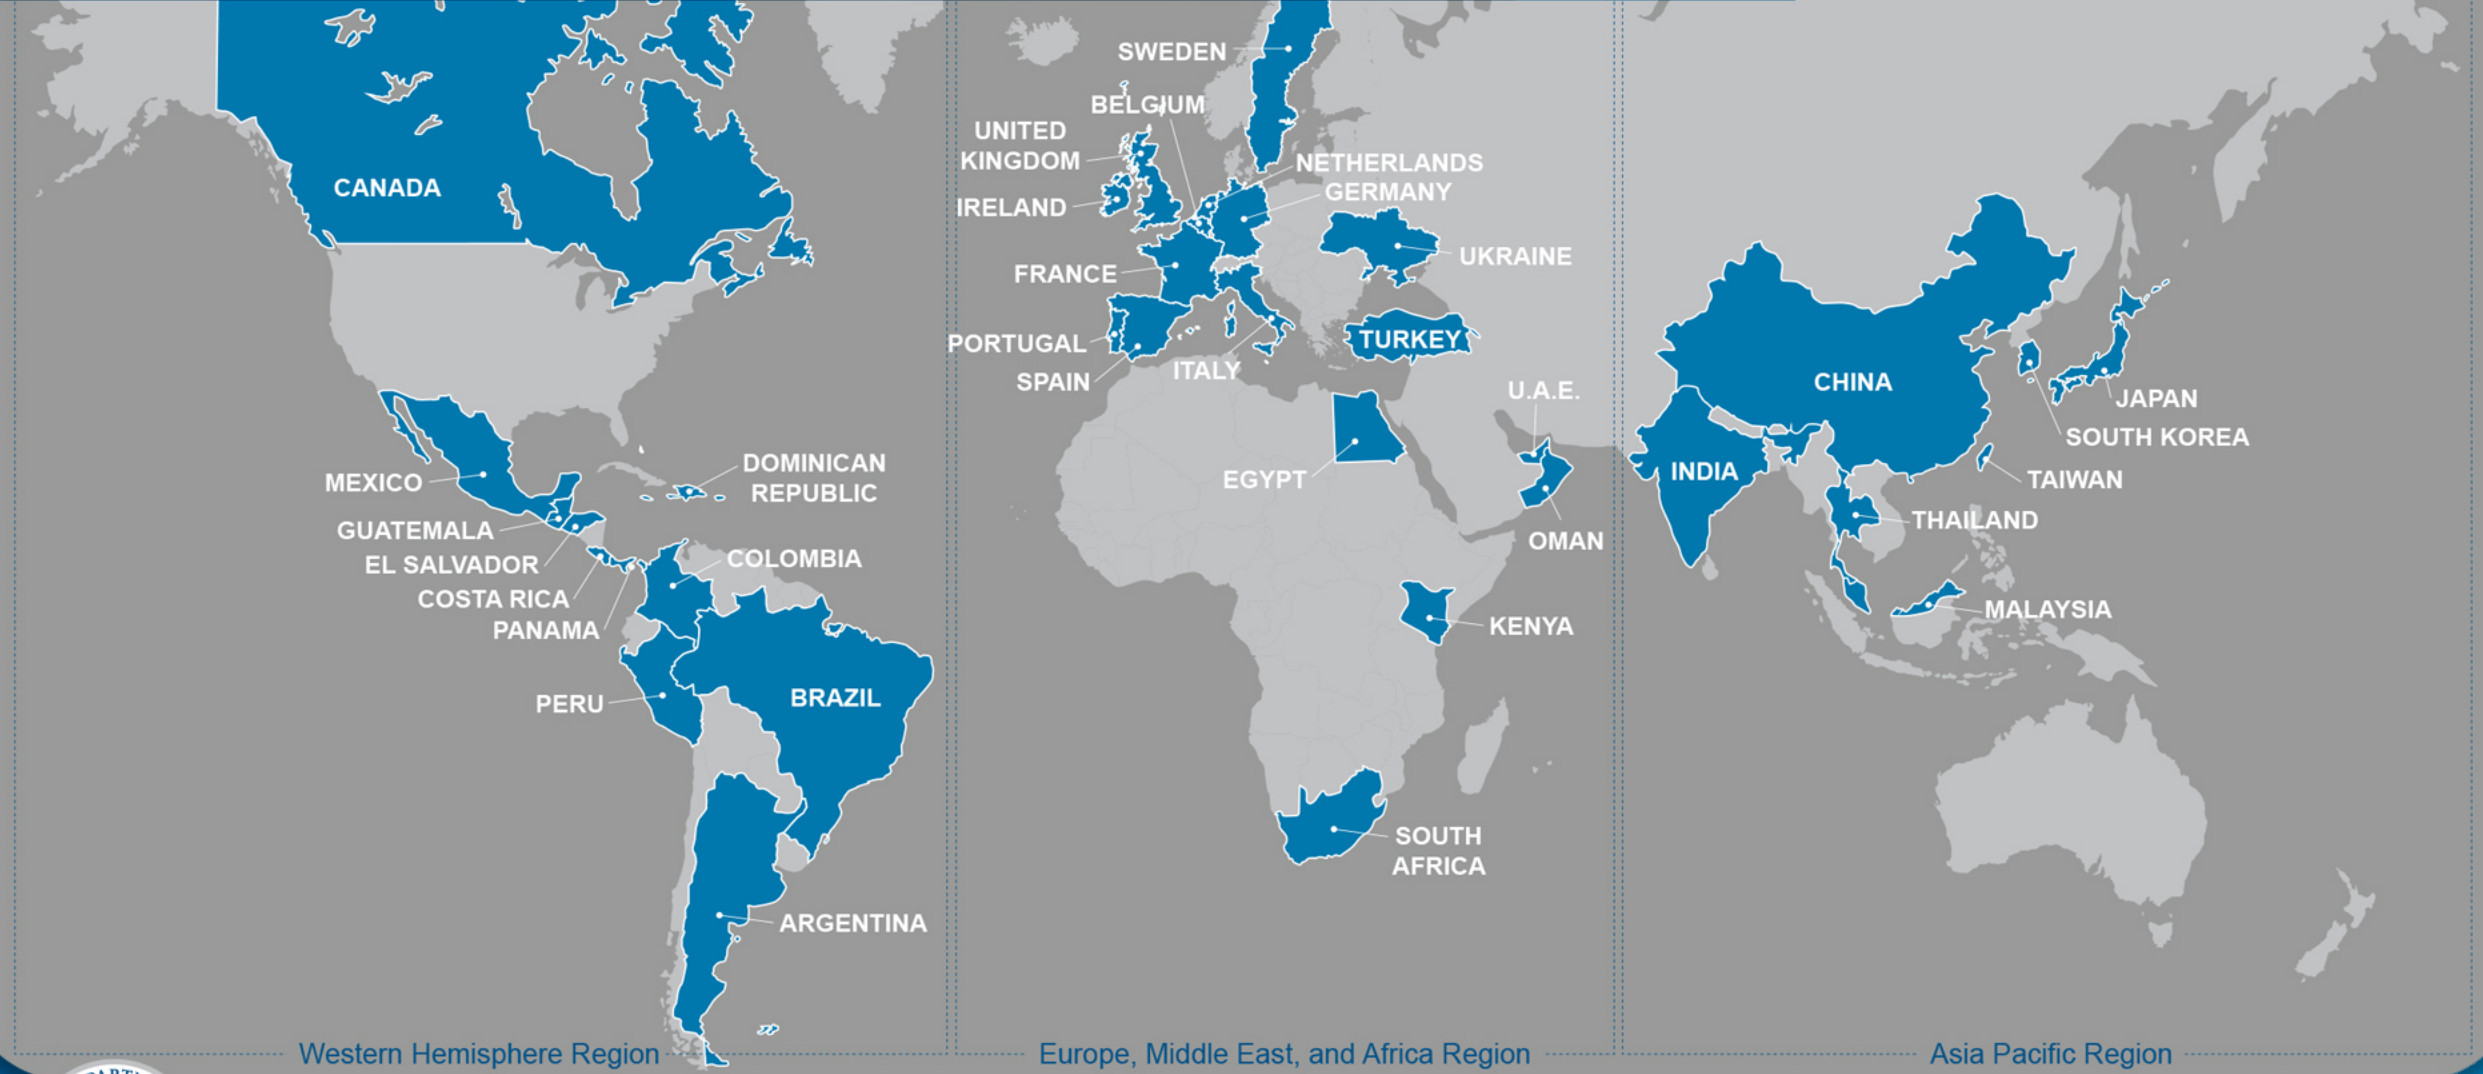 CANADA
MEXICO
GUATEMALA
EL SALVADOR
COSTA RICA
PANAMA
DOMINICAN
REPUBLIC
COLOMBIA
PERU
BRAZIL
ARGENTINA
Western Hemisphere Region
SWEDEN
BELGIUM
UNITED
KINGDOM
IRELAND
NETHERLANDS
GERMANY
UKRAINE
FRANCE
PORTUGAL
SPAIN
ITALY
TURKEY
U.A.E.
EGYPT
OMAN
KENYA
SOUTH
AFRICA
Europe, Middle East, and Africa Region
CHINA
INDIA
JAPAN
SOUTH KOREA
TAIWAN
THAILAND
MALAYSIA
Asia Pacific Region